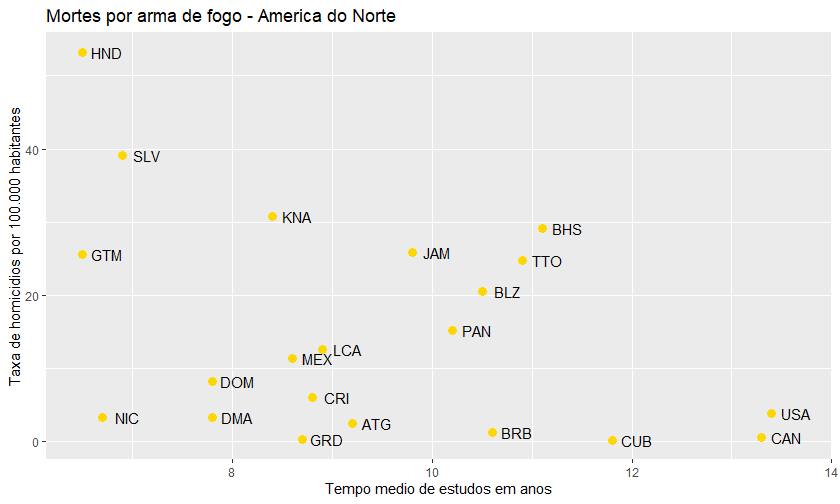 Mortes por arma de fogo - America do Norte
Taxa de homicidios por 100.000 habitantes
40
20
0
HND
SLV
KNA
BHS
GTM
JAM
TTO
BLZ
PAN
LCA
MEX
DOM
CRI
NIC
DMA
ATG
GRD
BRB
CUB
USA
CAN
8
10
12
14
Tempo medio de estudos em anos